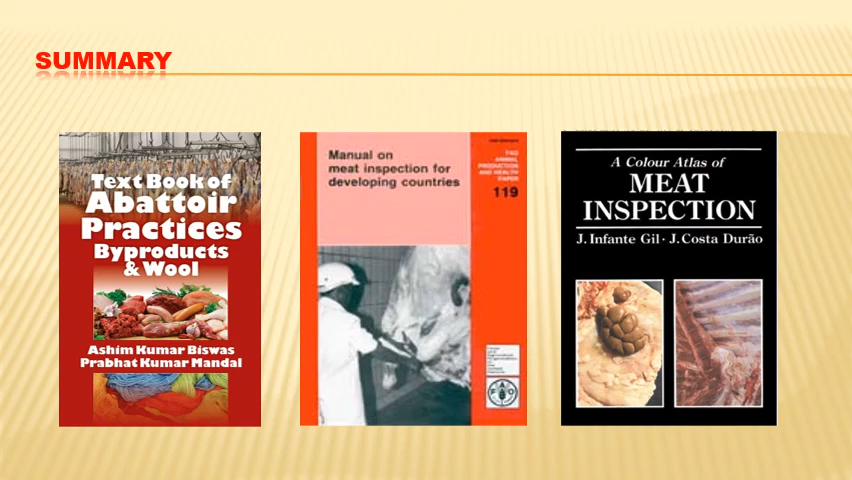 SUMMARY
Text Book of
Abattoir
Practices
Byproducts
& Wool
Ashim Kumar Biswas
Prabhat Kumar Mandal
Manual on
meat inspection for
developing countries
FAO
ANIMAL
PRODUCTION
AND HEALTH
PAPER
119
A Colour Atlas of
MEAT
INSPECTION
J. Infante Gil · J. Costa Durão